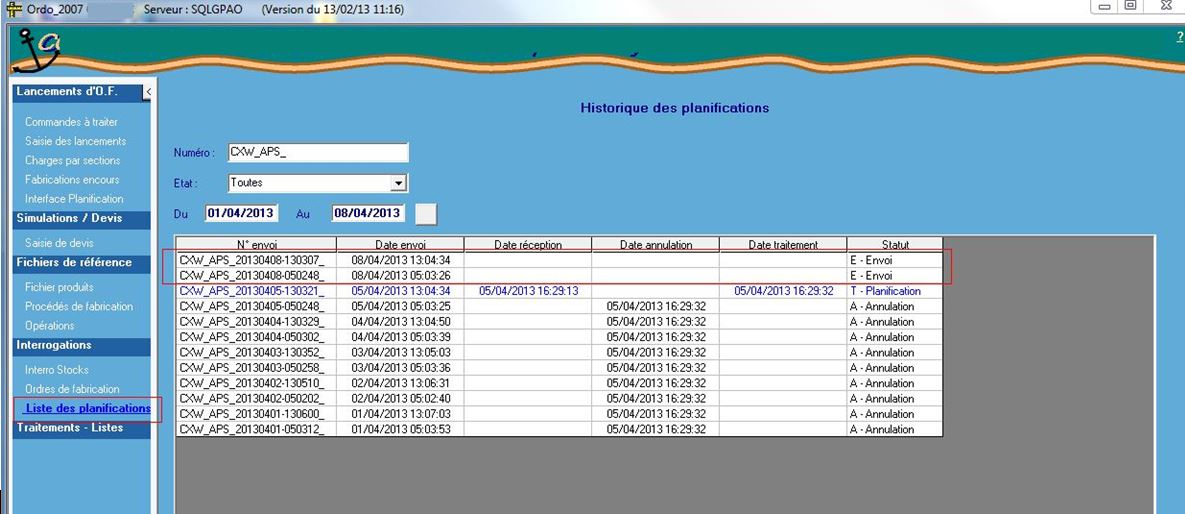 Ordo_2007 Serveur : SQLGPAO (Version du 13/02/13 11:16)
?
a
Lancements d'O.F. <
Commandes à traiter
Saisie des lancements
Charges par sections
Fabrications encours
Interface Planification
Simulations / Devis
Saisie de devis
Fichiers de référence
Fichier produits
Procédés de fabrication
Opérations
Interrogations
Interro Stocks
Ordres de fabrication
Liste des planifications
Traitements - Listes
Historique des planifications
Numéro : CXW_APS_
Etat : Toutes
Du 01/04/2013 Au 08/04/2013
N° envoi Date envoi Date réception Date annulation Date traitement Statut
CXW_APS_20130408-130307_ 08/04/2013 13:04:34 E - Envoi
CXW_APS_20130408-050248_ 08/04/2013 05:03:26 E - Envoi
CXW_APS_20130405-130321_ 05/04/2013 13:04:34 05/04/2013 16:29:13 05/04/2013 16:29:32 T - Planification
CXW_APS_20130405-050248_ 05/04/2013 05:03:25 05/04/2013 16:29:32 A - Annulation
CXW_APS_20130404-130329_ 04/04/2013 13:04:50 05/04/2013 16:29:32 A - Annulation
CXW_APS_20130404-050302_ 04/04/2013 05:03:39 05/04/2013 16:29:32 A - Annulation
CXW_APS_20130403-130352_ 03/04/2013 13:05:03 05/04/2013 16:29:32 A - Annulation
CXW_APS_20130403-050258_ 03/04/2013 05:03:36 05/04/2013 16:29:32 A - Annulation
CXW_APS_20130402-130510_ 02/04/2013 13:06:31 05/04/2013 16:29:32 A - Annulation
CXW_APS_20130402-050202_ 02/04/2013 05:02:40 05/04/2013 16:29:32 A - Annulation
CXW_APS_20130401-130600_ 01/04/2013 13:07:03 05/04/2013 16:29:32 A - Annulation
CXW_APS_20130401-050312_ 01/04/2013 05:03:53 05/04/2013 16:29:32 A - Annulation